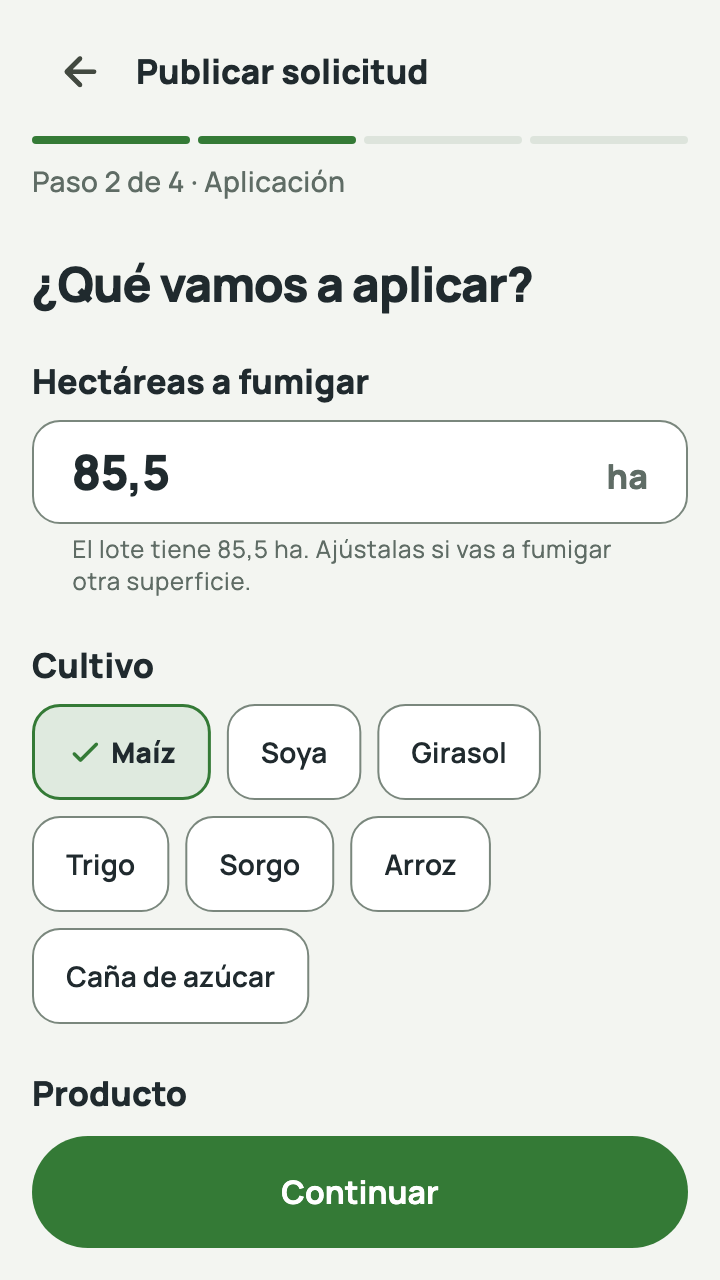 Publicar solicitud
Paso 2 de 4 · Aplicación
¿Qué vamos a aplicar?
Hectáreas a fumigar
85,5 ha
El lote tiene 85,5 ha. Ajústalas si vas a fumigar
otra superficie.
Cultivo
Maíz Soya Girasol
Trigo Sorgo Arroz
Caña de azúcar
Producto
Continuar